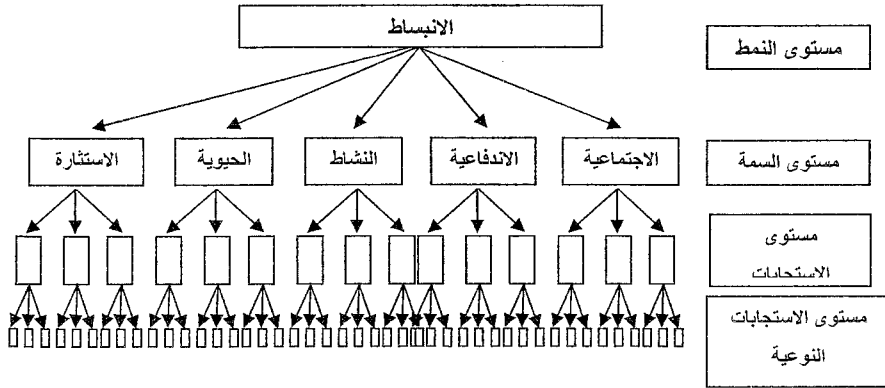 الانبساط
مستوى النمط
الاجتماعية
الاندفاعية
النشاط
الحيوية
الاستثارة
مستوى السمة
مستوى
الاستجابات
مستوى الاستجابات
النوعية